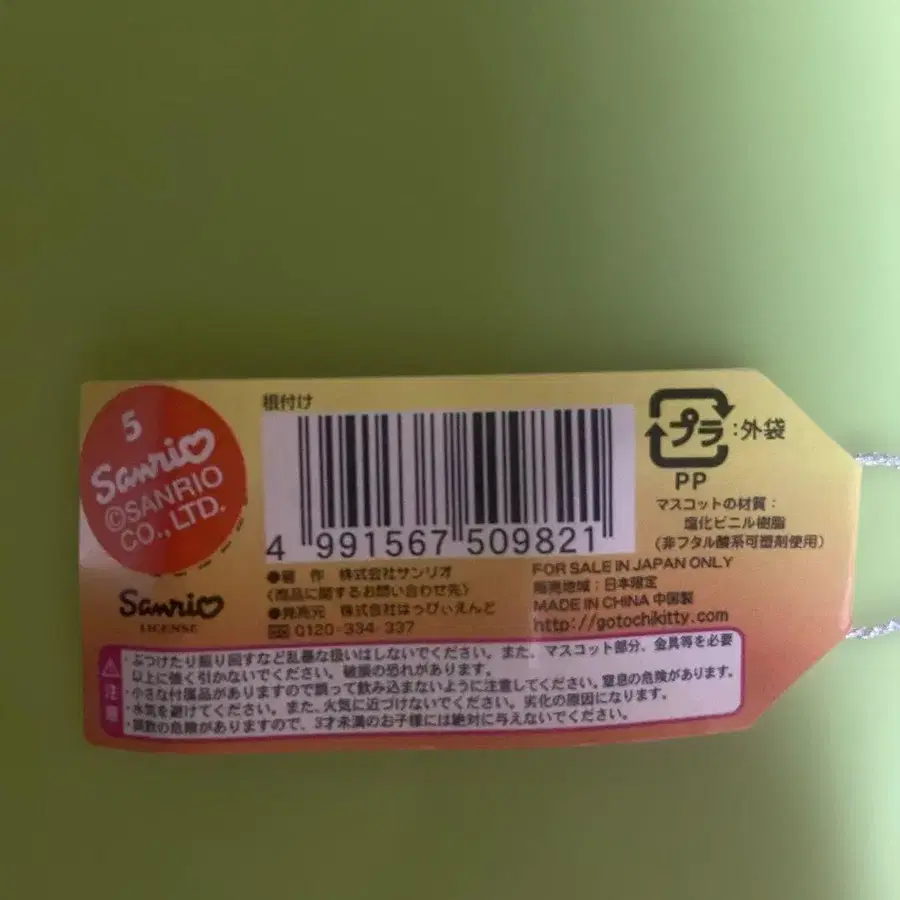 5
Sanrio
©SANRIO
CO., LTD.
Sanrio
LICENSE
根付け
4 991567 509821
プラ :外袋
PP
マスコットの材質:
塩化ビニル樹脂
(非フタル酸系可塑剤使用)
●著 作 株式会社サンリオ
〈商品に関するお問い合わせ先〉
●発売元 株式会社はっぴぃえんど
0120-334-337
FOR SALE IN JAPAN ONLY
販売地域:日本限定
MADE IN CHINA 中国製
http://gotochikitty.com
注意
・ぶつけたり振り回すなど乱暴な扱いはしないでください。また、マスコット部分、金具等を必要
以上に強く引かないでください。破損の恐れがあります。
・小さな付属品がありますので誤って飲み込まないように注意してください。窒息の危険があります。
・水気を避けてください。また、火気に近づけないでください。劣化の原因になります。
・誤飲の危険がありますので、3才未満のお子様には絶対に与えないでください。